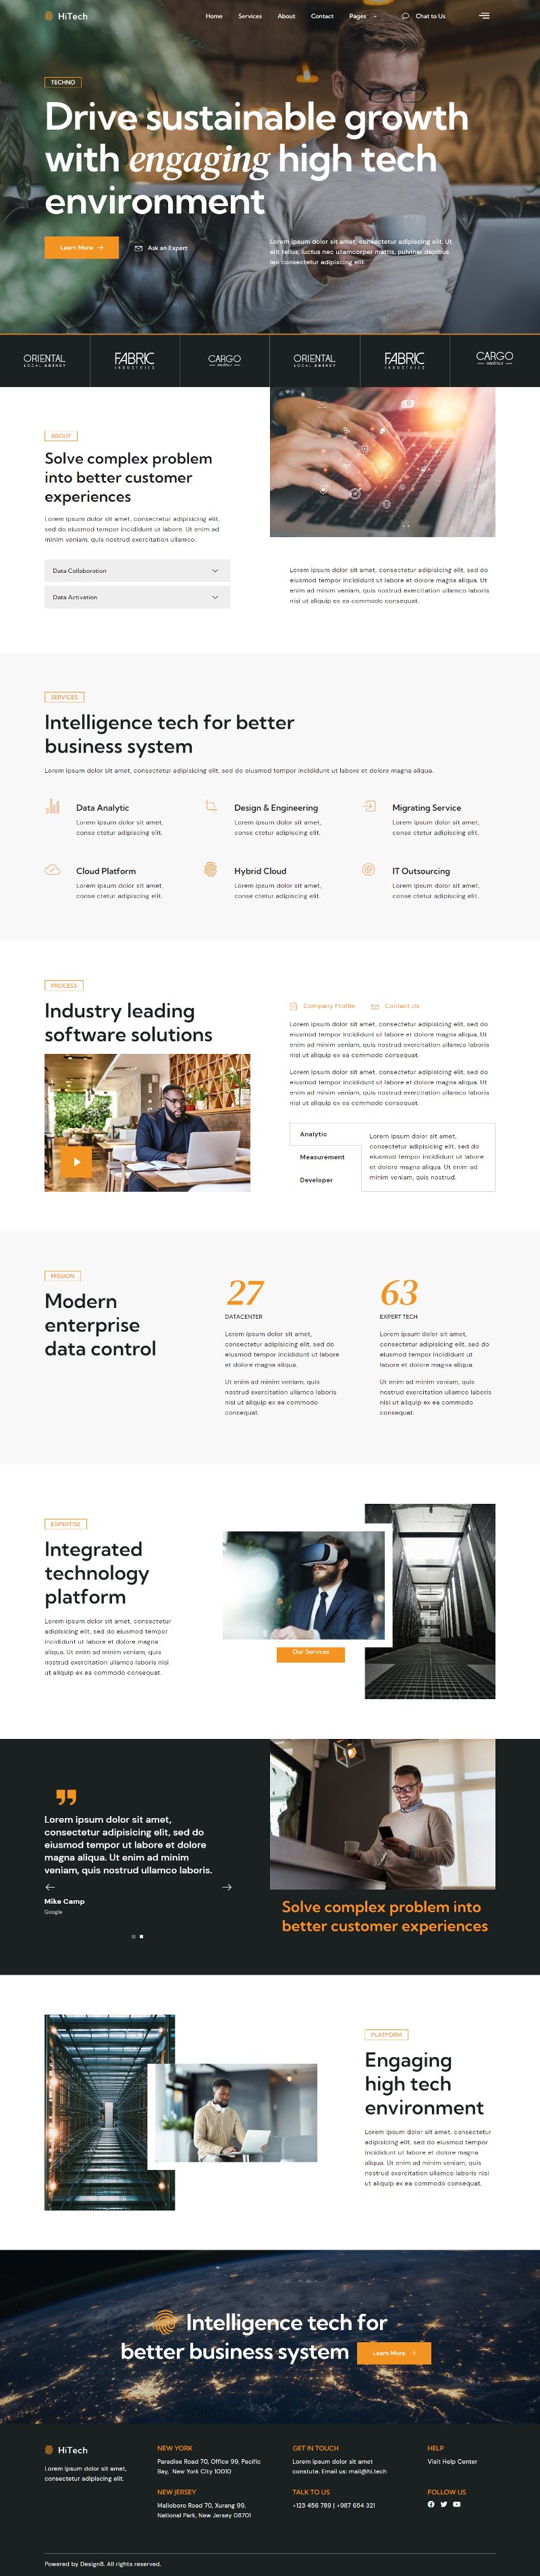 HiTech
Home Services About Contact Pages Chat to Us
TECHNO
Drive sustainable growth
with engaging high tech
environment
Learn More → Ask an Expert
Lorem ipsum dolor sit amet, consectetur adipiscing elit. Ut
elit tellus, luctus nec ullamcorper mattis, pulvinar dapibus
leo consectetur adipiscing elit.
ORIENTAL
LOCAL AGENCY
FABRIC
INDUSTRIES
CARGO
metrics
ORIENTAL
LOCAL AGENCY
FABRIC
INDUSTRIES
CARGO
metrics
ABOUT
Solve complex problem
into better customer
experiences
Lorem ipsum dolor sit amet, consectetur adipisicing elit,
sed do eiusmod tempor incididunt ut labore. Ut enim ad
minim veniam, quis nostrud exercitation ullamco.
Data Collaboration
Data Activation
Lorem ipsum dolor sit amet, consectetur adipisicing elit, sed do
eiusmod tempor incididunt ut labore et dolore magna aliqua. Ut
enim ad minim veniam, quis nostrud exercitation ullamco laboris
nisi ut aliquip ex ea commodo consequat.
SERVICES
Intelligence tech for better
business system
Lorem ipsum dolor sit amet, consectetur adipisicing elit, sed do eiusmod tempor incididunt ut labore et dolore magna aliqua.
Data Analytic
Lorem ipsum dolor sit amet,
conse ctetur adipiscing elit.
Design & Engineering
Lorem ipsum dolor sit amet,
conse ctetur adipiscing elit.
Migrating Service
Lorem ipsum dolor sit amet,
conse ctetur adipiscing elit.
Cloud Platform
Lorem ipsum dolor sit amet,
conse ctetur adipiscing elit.
Hybrid Cloud
Lorem ipsum dolor sit amet,
conse ctetur adipiscing elit.
IT Outsourcing
Lorem ipsum dolor sit amet,
conse ctetur adipiscing elit.
PROCESS
Industry leading
software solutions
Company Profile Contact Us
Lorem ipsum dolor sit amet, consectetur adipisicing elit, sed do
eiusmod tempor incididunt ut labore et dolore magna aliqua. Ut
enim ad minim veniam, quis nostrud exercitation ullamco laboris
nisi ut aliquip ex ea commodo consequat.
Lorem ipsum dolor sit amet, consectetur adipisicing elit, sed do
eiusmod tempor incididunt ut labore et dolore magna aliqua. Ut
enim ad minim veniam, quis nostrud exercitation ullamco laboris
nisi ut aliquip ex ea commodo consequat.
Analytic
Measurement
Developer
Lorem ipsum dolor sit amet,
consectetur adipisicing elit, sed do
eiusmod tempor incididunt ut labore
et dolore magna aliqua. Ut enim ad
minim veniam, quis nostrud.
MISSION
Modern
enterprise
data control
27
DATACENTER
Lorem ipsum dolor sit amet,
consectetur adipisicing elit, sed do
eiusmod tempor incididunt ut labore
et dolore magna aliqua.
Ut enim ad minim veniam, quis
nostrud exercitation ullamco laboris
nisi ut aliquip ex ea commodo
consequat.
63
EXPERT TECH
Lorem ipsum dolor sit amet,
consectetur adipisicing elit, sed do
eiusmod tempor incididunt ut
labore et dolore magna aliqua.
Ut enim ad minim veniam, quis
nostrud exercitation ullamco laboris
nisi ut aliquip ex ea commodo
consequat.
EXPERTISE
Integrated
technology
platform
Lorem ipsum dolor sit amet, consectetur
adipisicing elit, sed do eiusmod tempor
incididunt ut labore et dolore magna
aliqua. Ut enim ad minim veniam, quis
nostrud exercitation ullamco laboris nisl
ut aliquip ex ea commodo consequat.
Our Services
Lorem ipsum dolor sit amet,
consectetur adipisicing elit, sed do
eiusmod tempor ut labore et dolore
magna aliqua. Ut enim ad minim
veniam, quis nostrud ullamco laboris.
Mike Camp
Google
Solve complex problem into
better customer experiences
PLATFORM
Engaging
high tech
environment
Lorem ipsum dolor sit amet, consectetur
adipisicing elit, sed do eiusmod tempor
incididunt ut labore et dolore magna
aliqua. Ut enim ad minim veniam, quis
nostrud exercitation ullamco laboris nisi
ut aliquip ex ea commodo consequat.
Intelligence tech for
better business system
Learn More
HiTech
Lorem ipsum dolor sit amet,
consectetur adipiscing elit.
NEW YORK
Paradise Road 70, Office 99, Pacific
Bay, New York City 10010
NEW JERSEY
Malioboro Road 70, Xurang 99,
National Park, New Jersey 08701
GET IN TOUCH
Lorem ipsum dolor sit amet
constute. Email us: mail@hi.tech
TALK TO US
+123 456 789 | +987 654 321
HELP
Visit Help Center
FOLLOW US
Powered by Design8. All rights reserved.